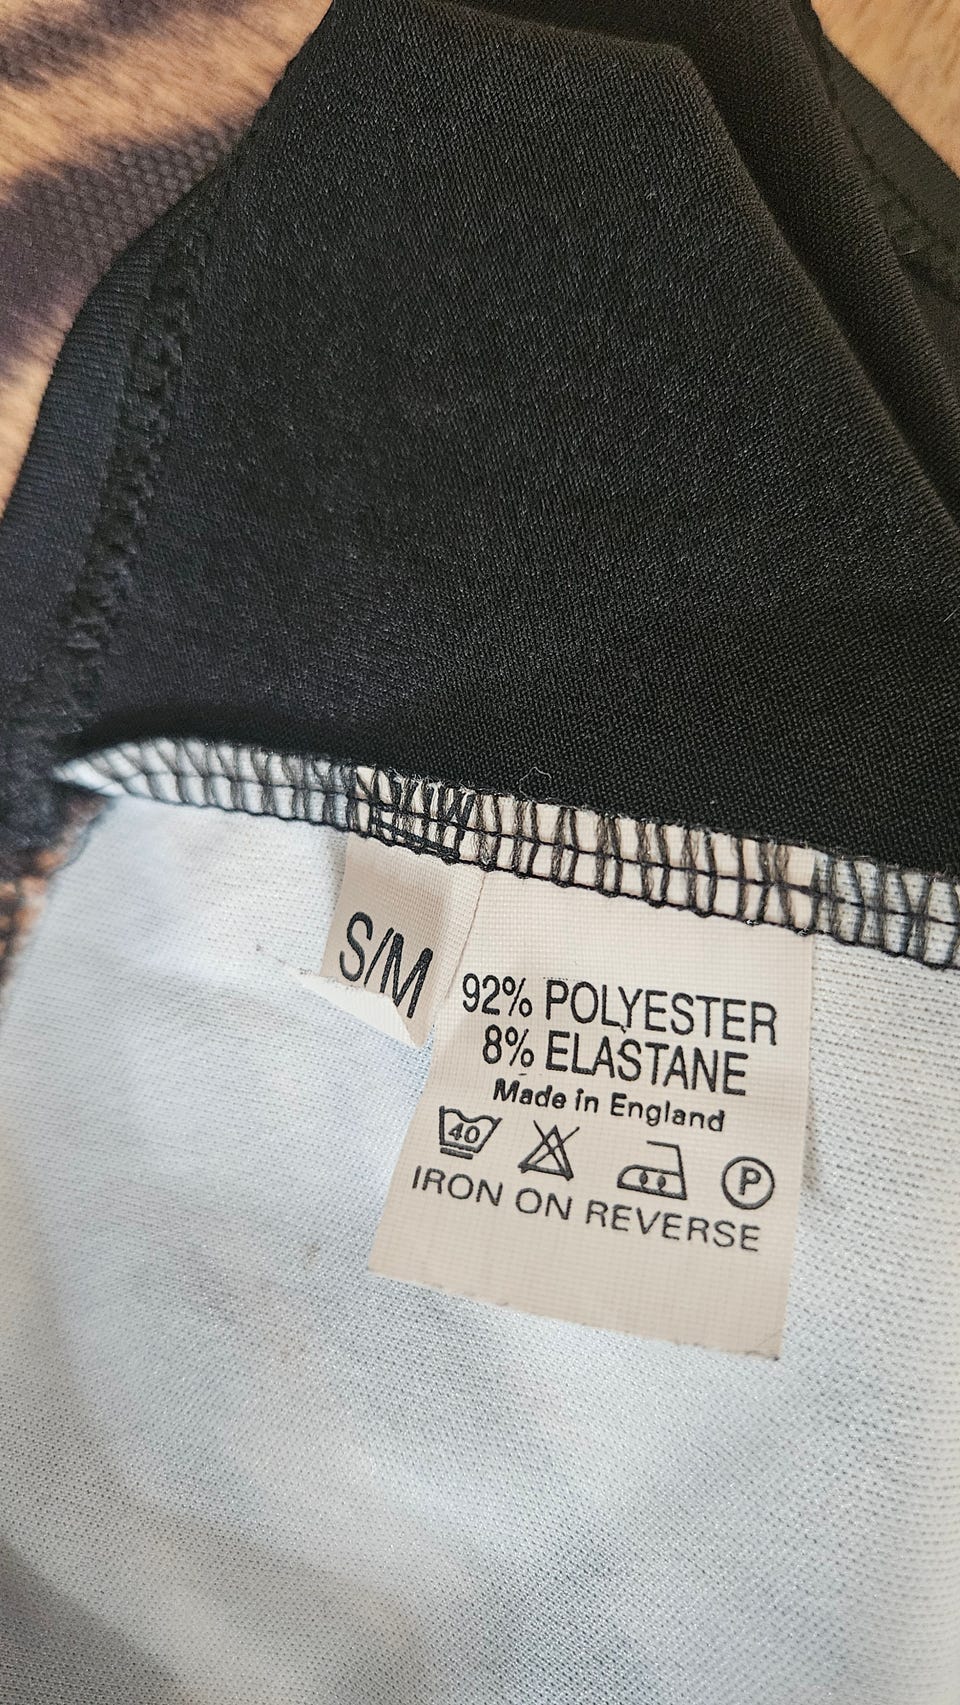 S/M
92% POLYESTER
8% ELASTANE
Made in England
40 P
IRON ON REVERSE